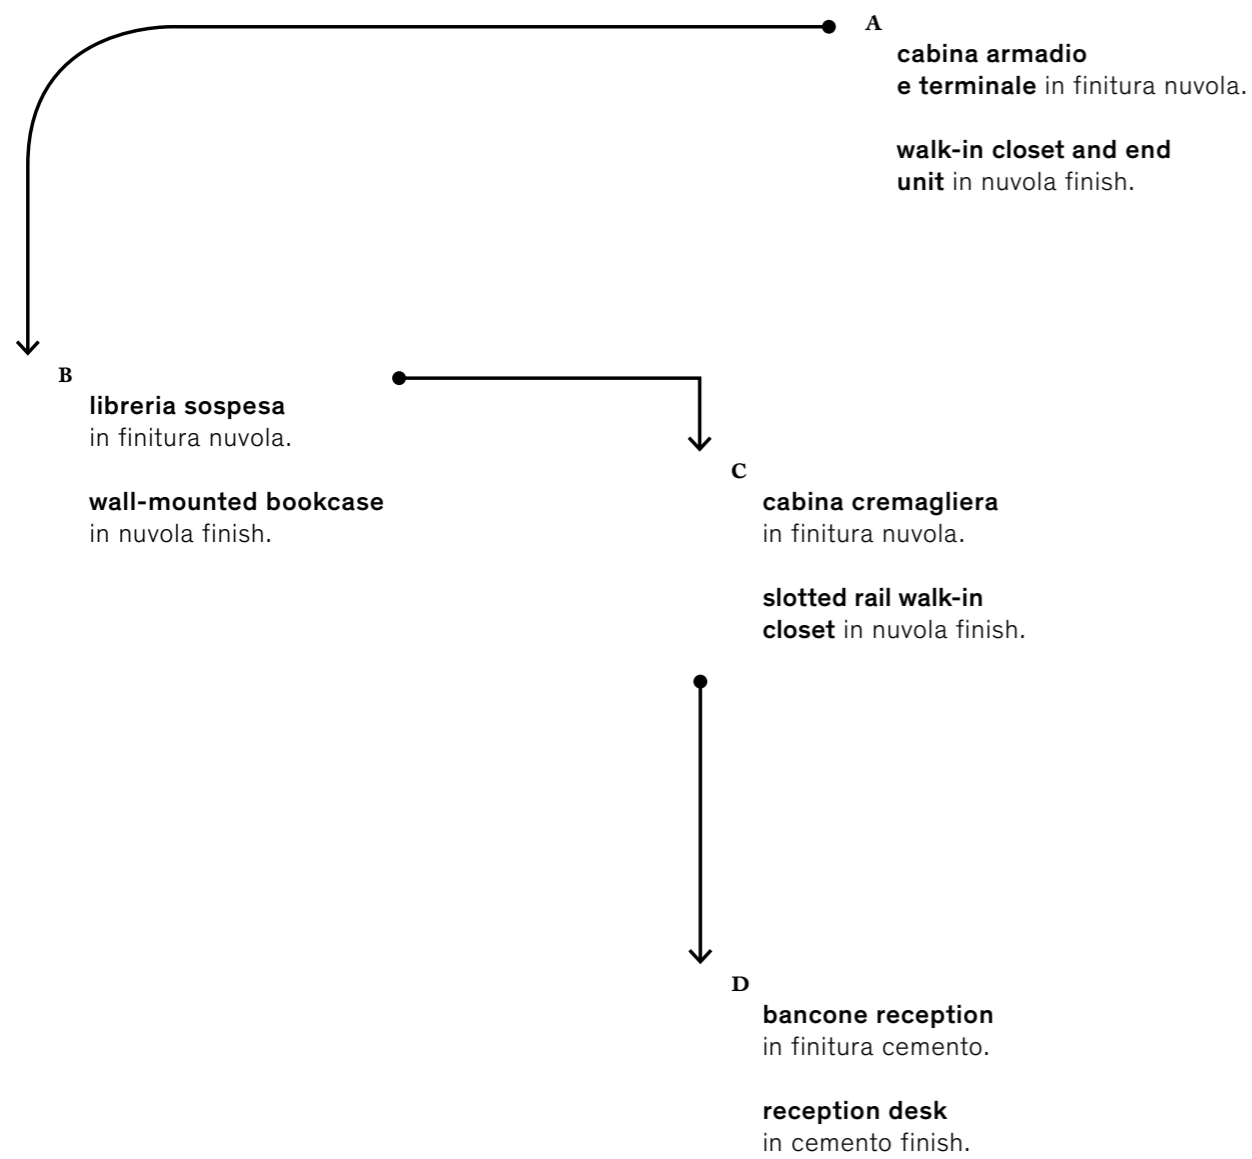 A
cabina armadio
e terminale in finitura nuvola.
walk-in closet and end
unit in nuvola finish.
B
libreria sospesa
in finitura nuvola.
wall-mounted bookcase
in nuvola finish.
C
cabina cremagliera
in finitura nuvola.
slotted rail walk-in
closet in nuvola finish.
D
bancone reception
in finitura cemento.
reception desk
in cemento finish.